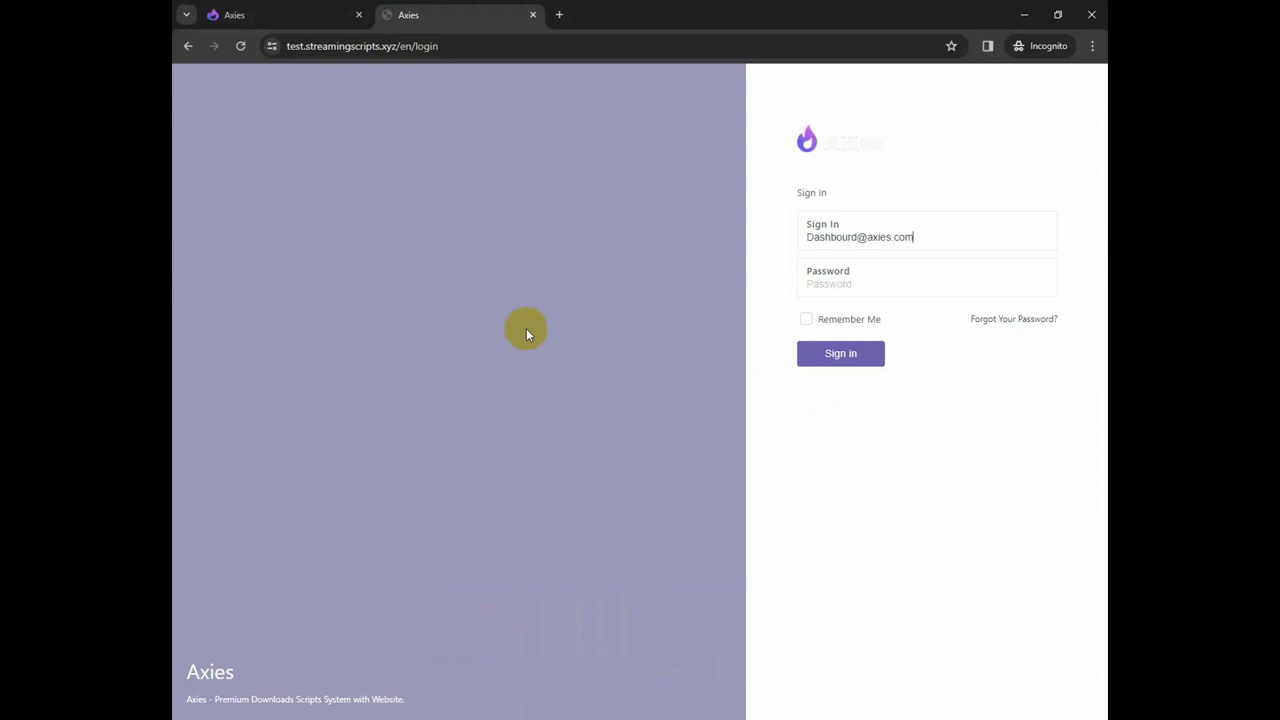 Axies
Axies
test.streamingscripts.xyz/en/login
Incognito
Axies
Sign In
Sign In
Dashbourd@axies.com
Password
Password
Remember Me
Forgot Your Password?
Sign in
Axies
Axies - Premium Downloads Scripts System with Website.